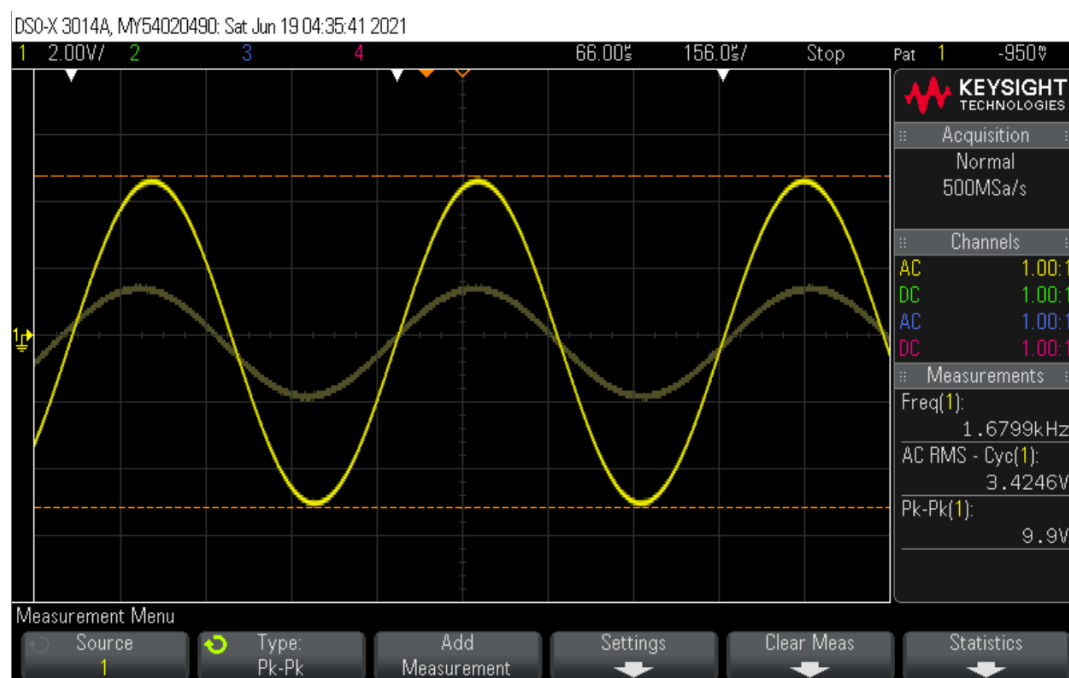 DSO-X 3014A, MY54020490: Sat Jun 19 04:35:41 2021
1 2.00V/ 2 3 4 66.00us 156.0us/ Stop Pat 1 -950mV
KEYSIGHT
TECHNOLOGIES
Acquisition
Normal
500MSa/s
Channels
AC 1.00:1
DC 1.00:1
AC 1.00:1
DC 1.00:1
Measurements
Freq(1):
1.6799kHz
AC RMS - Cyc(1):
3.4246V
Pk-Pk(1):
9.9V
1
Measurement Menu
Source
1
Type:
Pk-Pk
Add
Measurement
Settings
Clear Meas
Statistics